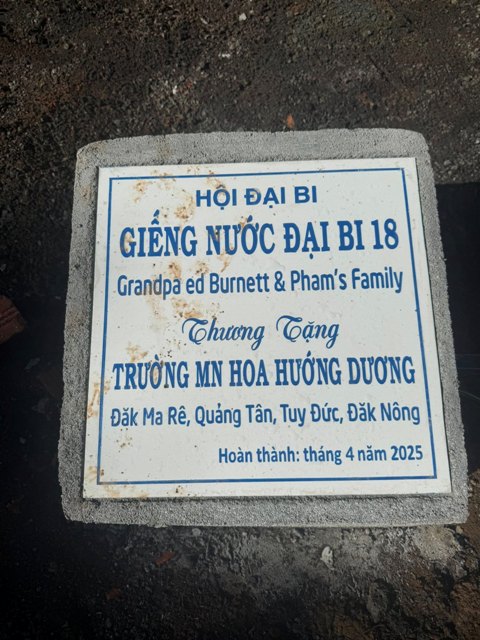 HỘI ĐẠI BI
GIẾNG NƯỚC ĐẠI BI 18
Grandpa ed Burnett & Pham's Family
Thương Tặng
TRƯỜNG MN HOA HƯỚNG DƯƠNG
Đăk Ma Rê, Quảng Tân, Tuy Đức, Đăk Nông
Hoàn thành: tháng 4 năm 2025